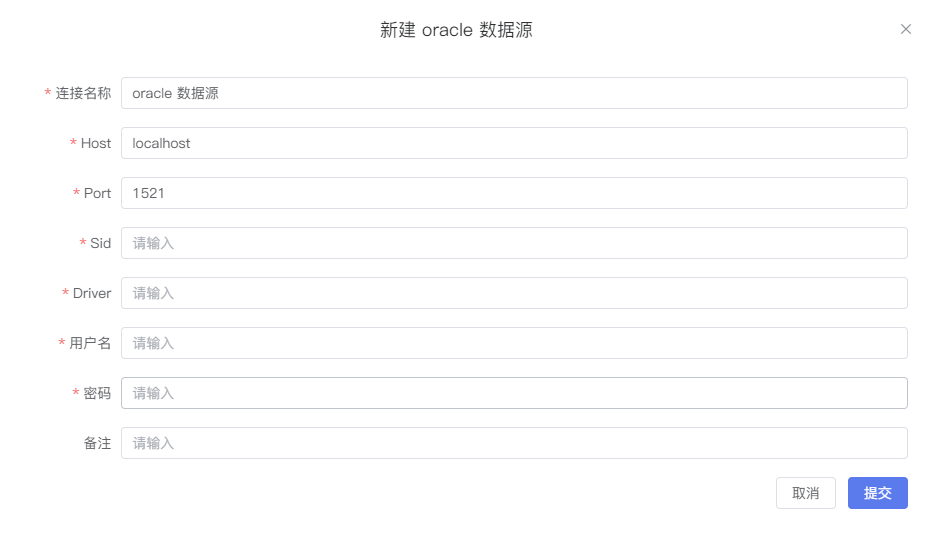 新建 oracle 数据源
* 连接名称 oracle 数据源
* Host localhost
* Port 1521
* Sid 请输入
* Driver 请输入
* 用户名 请输入
* 密码 请输入
备注 请输入
取消 提交